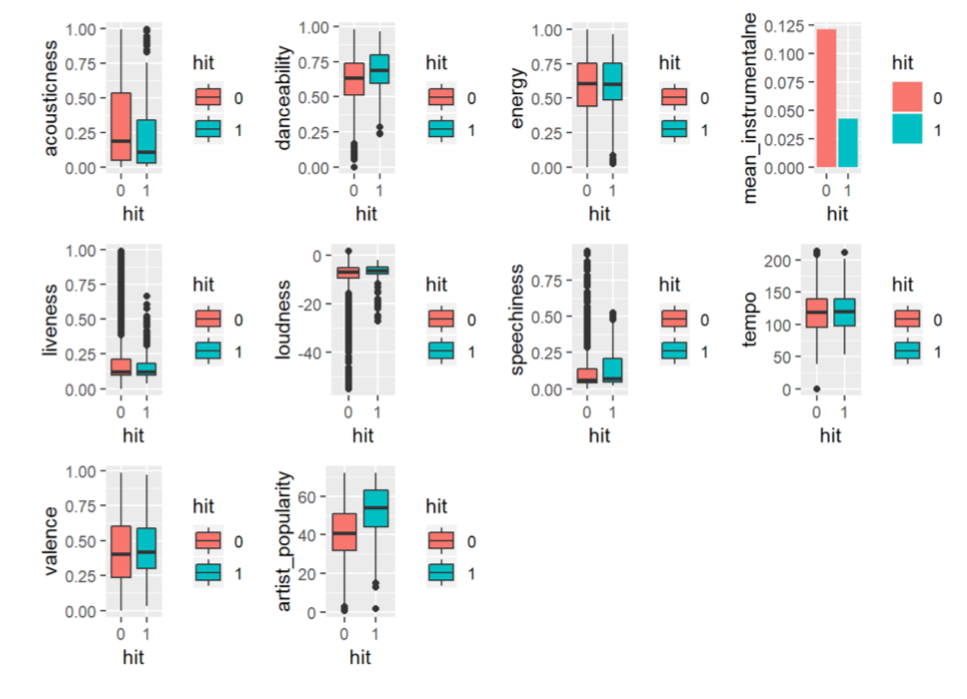 acousticness
1.00
0.75
0.50
0.25
0.00
0 1
hit
hit
0
1
danceability
1.00
0.75
0.50
0.25
0.00
0 1
hit
hit
0
1
energy
1.00
0.75
0.50
0.25
0.00
0 1
hit
hit
0
1
mean_instrumentalne
0.125
0.100
0.075
0.050
0.025
0.000
0 1
hit
hit
0
1
liveness
1.00
0.75
0.50
0.25
0.00
0 1
hit
hit
0
1
loudness
0
-20
-40
0 1
hit
hit
0
1
speechiness
0.75
0.50
0.25
0.00
0 1
hit
hit
0
1
tempo
200
150
100
50
0
0 1
hit
hit
0
1
valence
1.00
0.75
0.50
0.25
0.00
0 1
hit
hit
0
1
artist_popularity
60
40
20
0
0 1
hit
hit
0
1